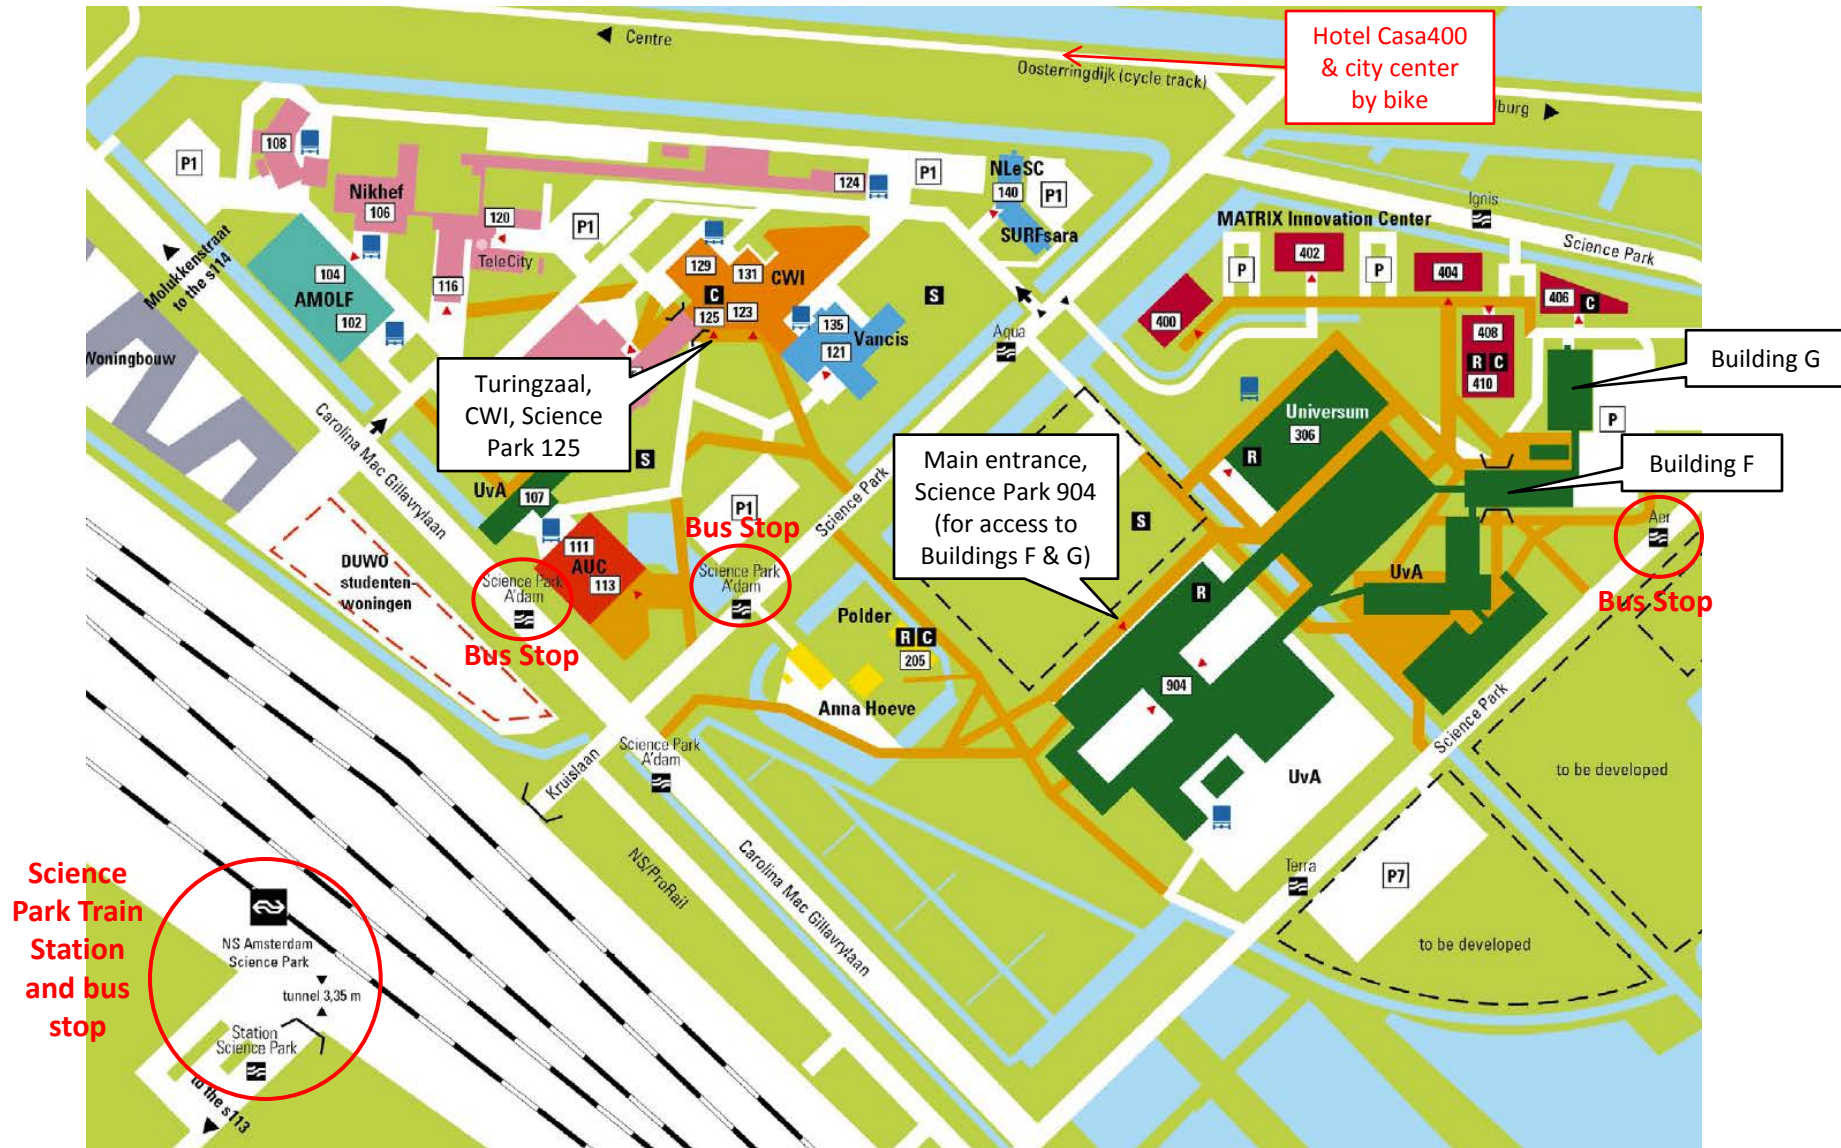 Centre
Oosterringdijk (cycle track)
Hotel Casa400
& city center
by bike
lburg
108
P1
Nikhef
106
120
TeleCity
P1
124
P1
NLeSC
140
P1
SURFsara
Ignis
MATRIX Innovation Center
Science Park
P
402
P
404
406
C
400
408
R C
410
Molukkenstraat
to the s114
104
AMOLF
102
116
129
131
CWI
C
125
123
135
Vancis
121
S
Aqua
Woningbouw
Turingzaal,
CWI, Science
Park 125
Carolina Mac Gillavrylaan
S
UvA
107
P1
Science Park
Main entrance,
Science Park 904
(for access to
Buildings F & G)
Universum
306
R
S
Building G
P
Building F
Aer
Bus Stop
DUWO
studenten-
woningen
Science Park
A'dam
Bus Stop
111
AUC
113
Bus Stop
Science Park
A'dam
Polder
R C
205
Anna Hoeve
R
904
UvA
UvA
Science Park
to be developed
Kruislaan
Science Park
A'dam
NS/ProRail
Carolina Mac Gillavrylaan
Terra
P7
to be developed
Science
Park Train
Station
and bus
stop
NS Amsterdam
Science Park
tunnel 3,35 m
Station
Science Park
to the s113